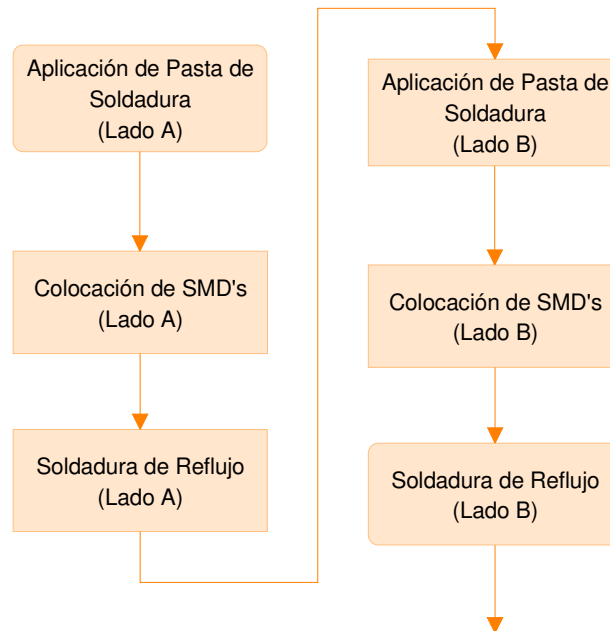 Aplicación de Pasta de
Soldadura
(Lado A)
Colocación de SMD's
(Lado A)
Soldadura de Reflujo
(Lado A)
Aplicación de Pasta de
Soldadura
(Lado B)
Colocación de SMD's
(Lado B)
Soldadura de Reflujo
(Lado B)